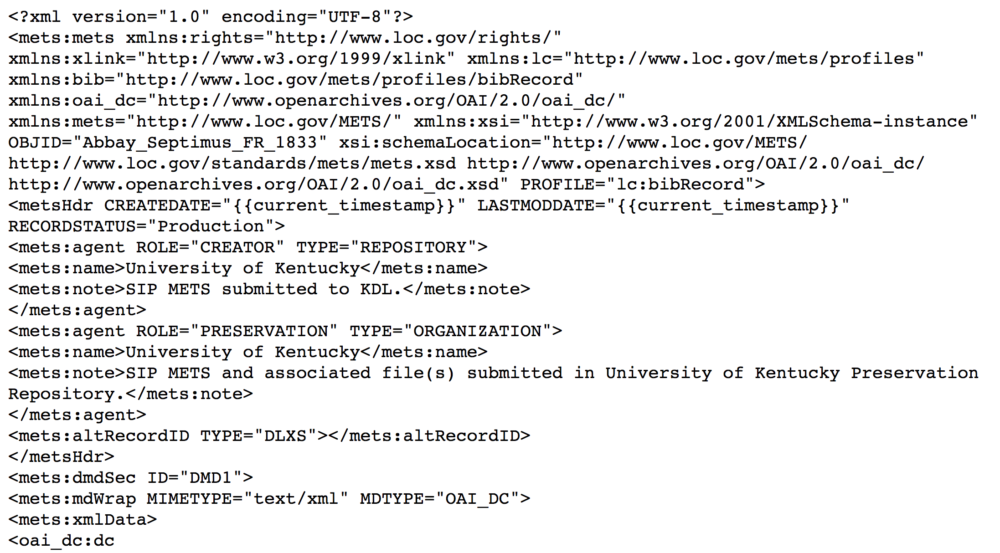 <?xml version="1.0" encoding="UTF-8"?>
<mets:mets xmlns:rights="http://www.loc.gov/rights/"
xmlns:xlink="http://www.w3.org/1999/xlink" xmlns:lc="http://www.loc.gov/mets/profiles"
xmlns:bib="http://www.loc.gov/mets/profiles/bibRecord"
xmlns:oai_dc="http://www.openarchives.org/OAI/2.0/oai_dc/"
xmlns:mets="http://www.loc.gov/METS/" xmlns:xsi="http://www.w3.org/2001/XMLSchema-instance"
OBJID="Abbay_Septimus_FR_1833" xsi:schemaLocation="http://www.loc.gov/METS/
http://www.loc.gov/standards/mets/mets.xsd http://www.openarchives.org/OAI/2.0/oai_dc/
http://www.openarchives.org/OAI/2.0/oai_dc.xsd" PROFILE="lc:bibRecord">
<metsHdr CREATEDATE="{{current_timestamp}}" LASTMODDATE="{{current_timestamp}}"
RECORDSTATUS="Production">
<mets:agent ROLE="CREATOR" TYPE="REPOSITORY">
<mets:name>University of Kentucky</mets:name>
<mets:note>SIP METS submitted to KDL.</mets:note>
</mets:agent>
<mets:agent ROLE="PRESERVATION" TYPE="ORGANIZATION">
<mets:name>University of Kentucky</mets:name>
<mets:note>SIP METS and associated file(s) submitted in University of Kentucky Preservation
Repository.</mets:note>
</mets:agent>
<mets:altRecordID TYPE="DLXS"></mets:altRecordID>
</metsHdr>
<mets:dmdSec ID="DMD1">
<mets:mdWrap MIMETYPE="text/xml" MDTYPE="OAI_DC">
<mets:xmlData>
<oai_dc:dc